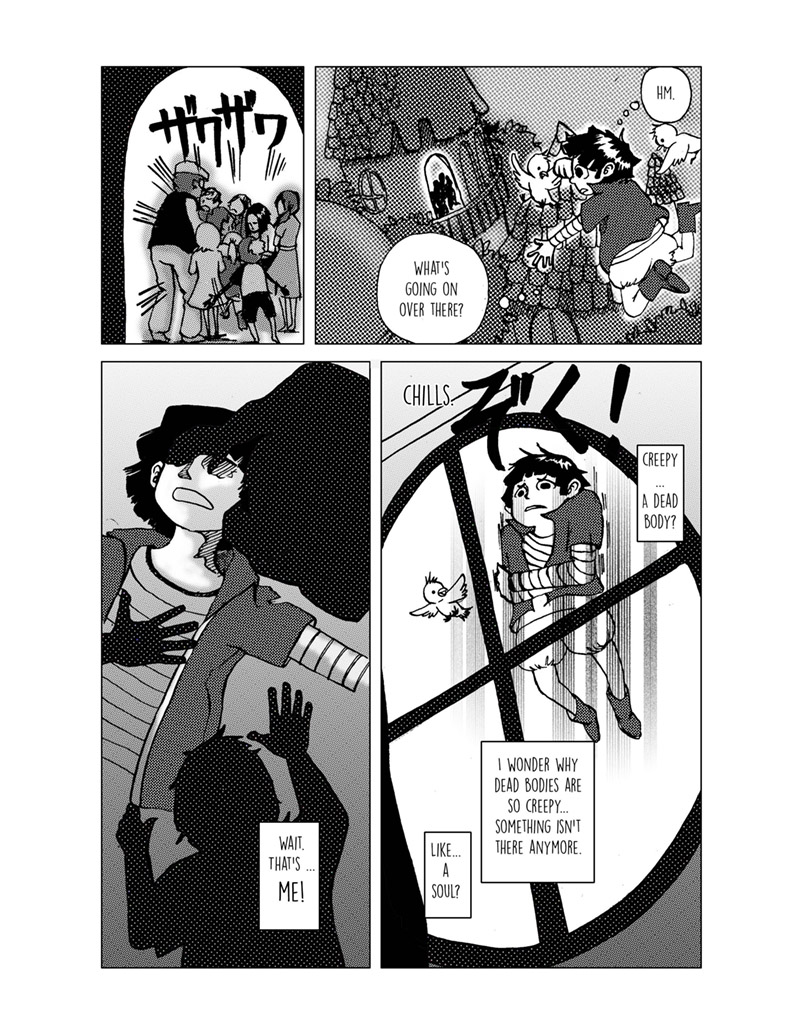 HM.
WHAT'S
GOING ON
OVER THERE?
ザワザワ
CHILLS.
ぞく!
CREEPY
...
A DEAD
BODY?
I WONDER WHY
DEAD BODIES ARE
SO CREEPY...
SOMETHING ISN'T
THERE ANYMORE.
LIKE...
A
SOUL?
WAIT.
THAT'S ...
ME!